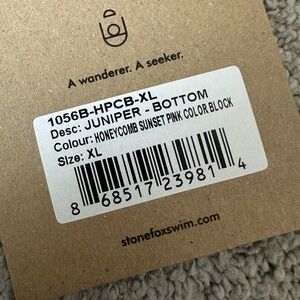 A wanderer. A seeker.
1056B-HPCB-XL
Desc: JUNIPER - BOTTOM
Colour: HONEYCOMB SUNSET PINK COLOR BLOCK
Size: XL
8 68517 23981 4
stonefoxswim.com